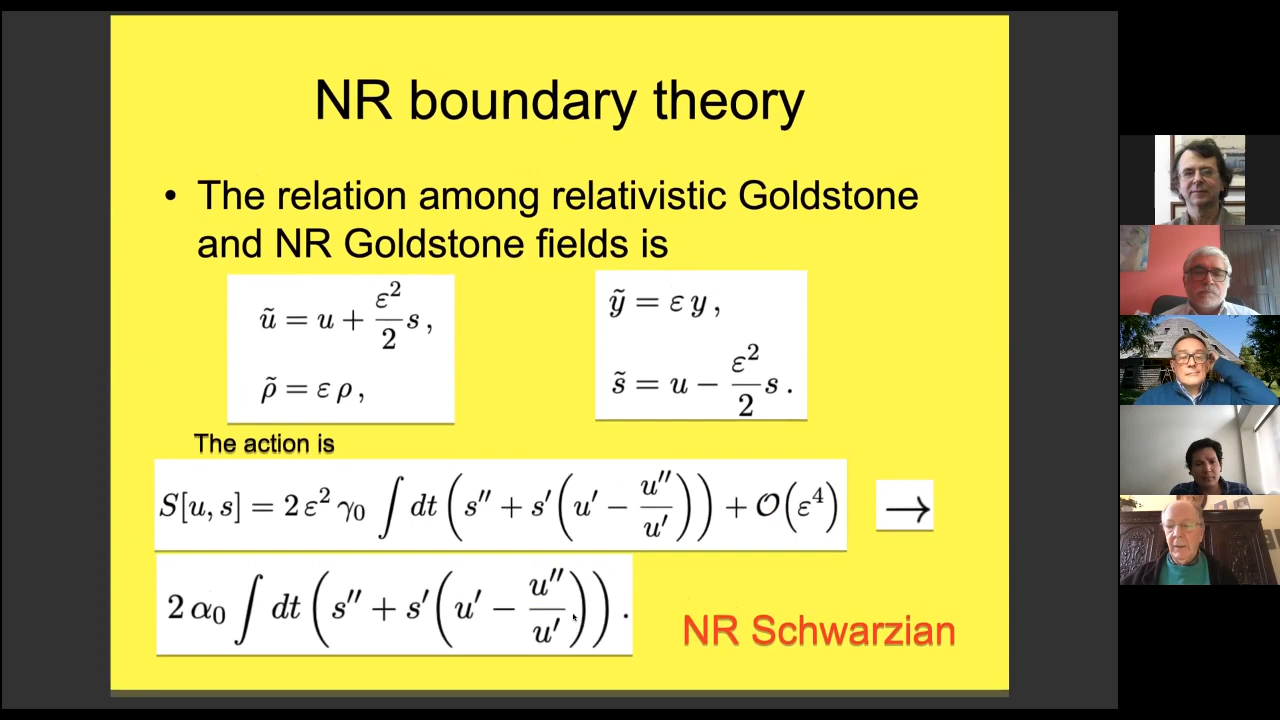 NR boundary theory
• The relation among relativistic Goldstone
and NR Goldstone fields is
ũ = u + ε²/2 s ,
ρ̃ = ε ρ ,
ỹ = ε y ,
s̃ = u − ε²/2 s .
The action is
S[u, s] = 2 ε² γ₀ ∫ dt ( s″ + s′ ( u′ − u″/u′ ) ) + 𝒪(ε⁴) →
2 α₀ ∫ dt ( s″ + s′ ( u′ − u″/u′ ) ) .
NR Schwarzian